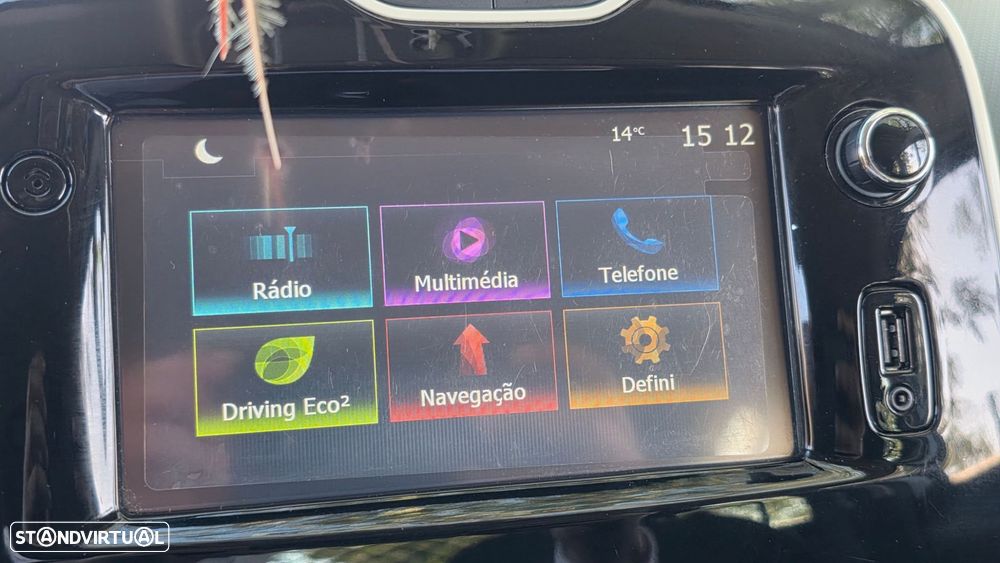 14°C 15 12
Rádio
Multimédia
Telefone
Driving Eco²
Navegação
Defini
STANDVIRTUAL